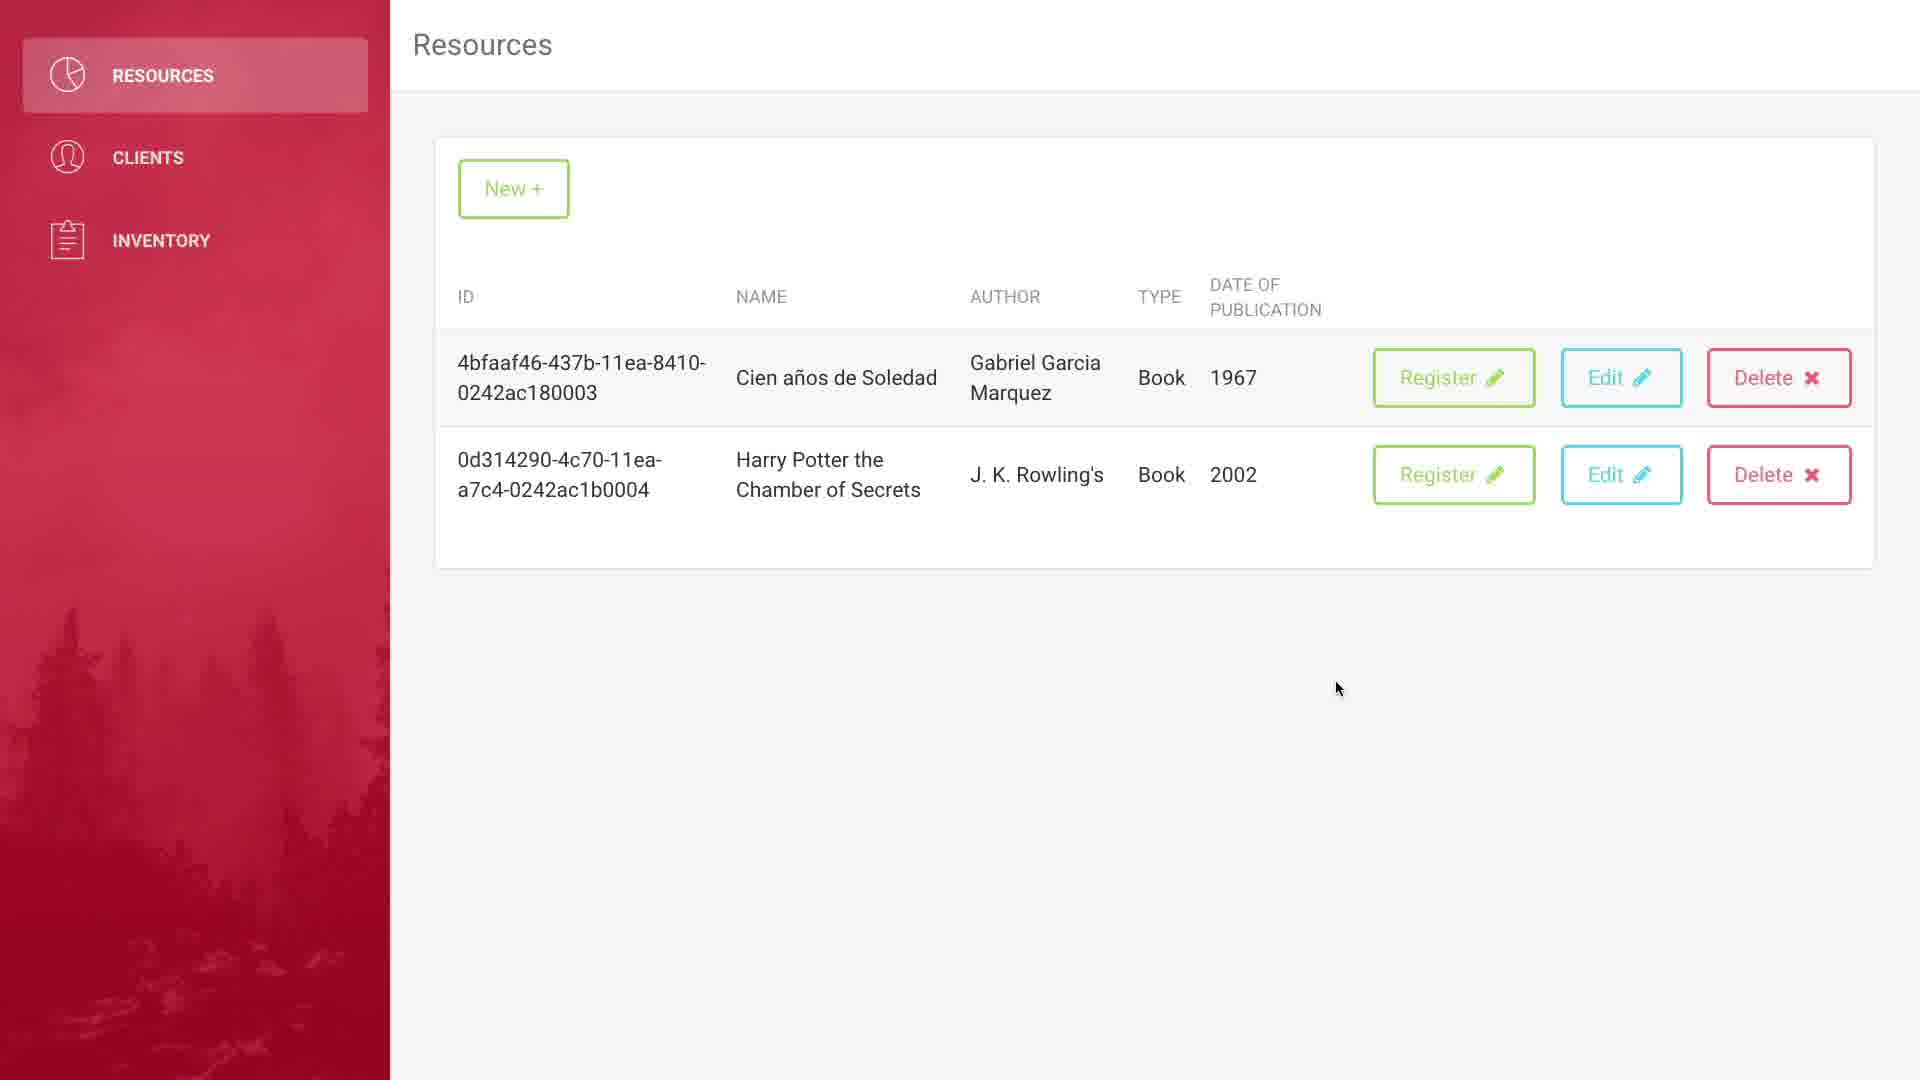 RESOURCES
CLIENTS
INVENTORY
Resources
New +
ID NAME AUTHOR TYPE DATE OF
PUBLICATION
4bfaaf46-437b-11ea-8410-
0242ac180003
Cien años de Soledad
Gabriel Garcia
Marquez
Book
1967
Register
Edit
Delete
0d314290-4c70-11ea-
a7c4-0242ac1b0004
Harry Potter the
Chamber of Secrets
J. K. Rowling's
Book
2002
Register
Edit
Delete